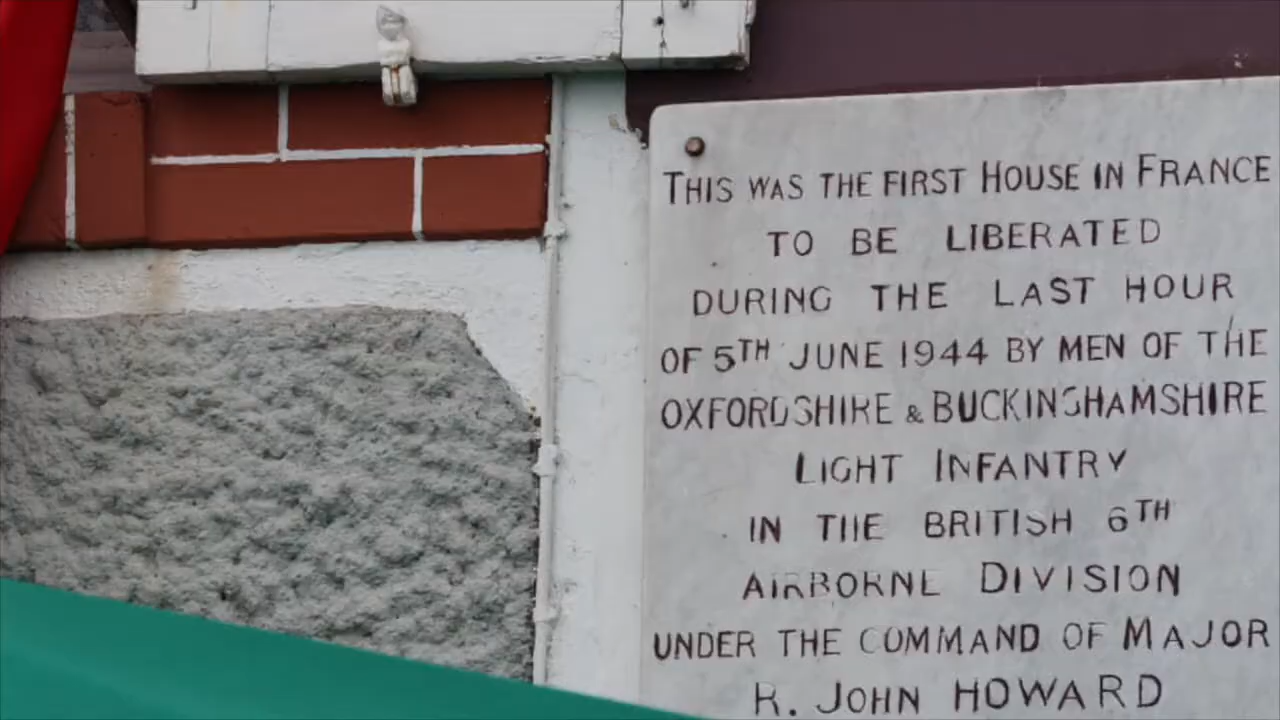 THIS WAS THE FIRST HOUSE IN FRANCE
TO BE LIBERATED
DURING THE LAST HOUR
OF 5TH JUNE 1944 BY MEN OF THE
OXFORDSHIRE & BUCKINGHAMSHIRE
LIGHT INFANTRY
IN THE BRITISH 6TH
AIRBORNE DIVISION
UNDER THE COMMAND OF MAJOR
R. JOHN HOWARD